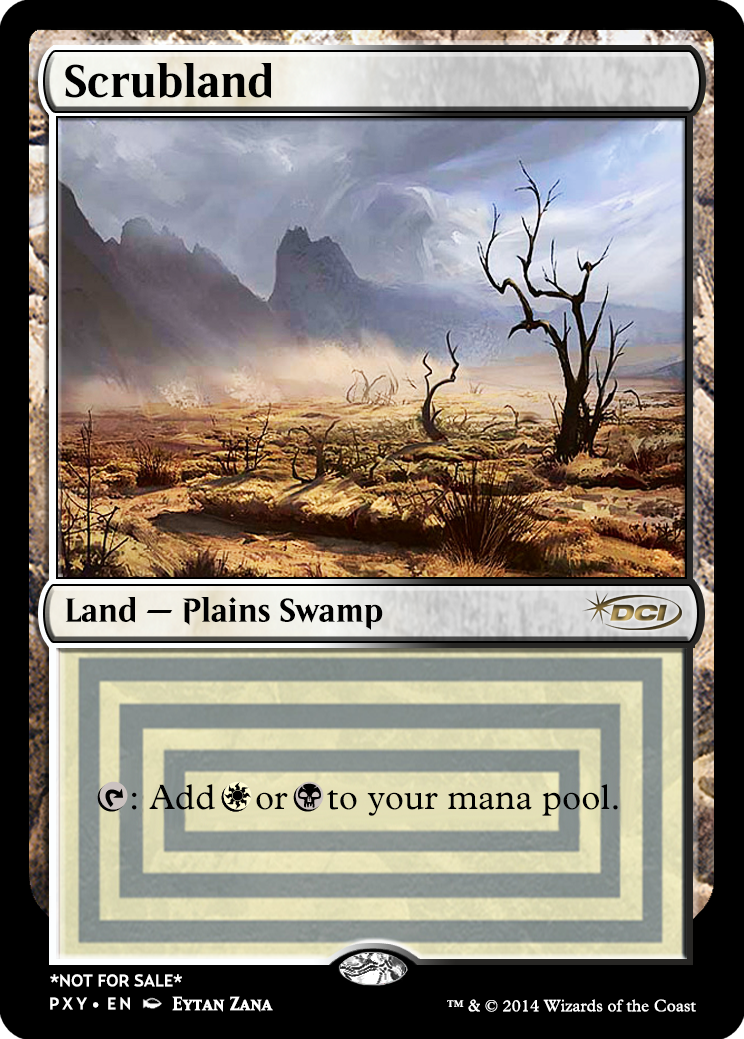 Scrubland
Land — Plains Swamp
DCI
: Add or to your mana pool.
*NOT FOR SALE*
PXY • EN Eytan Zana
™ & © 2014 Wizards of the Coast